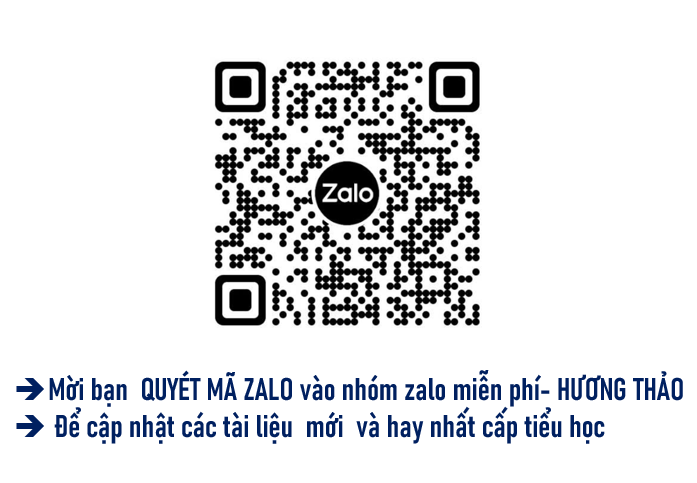 Zalo
➔ Mời bạn QUYÉT MÃ ZALO vào nhóm zalo miễn phí- HƯƠNG THẢO
➔ Để cập nhật các tài liệu mới và hay nhất cấp tiểu học